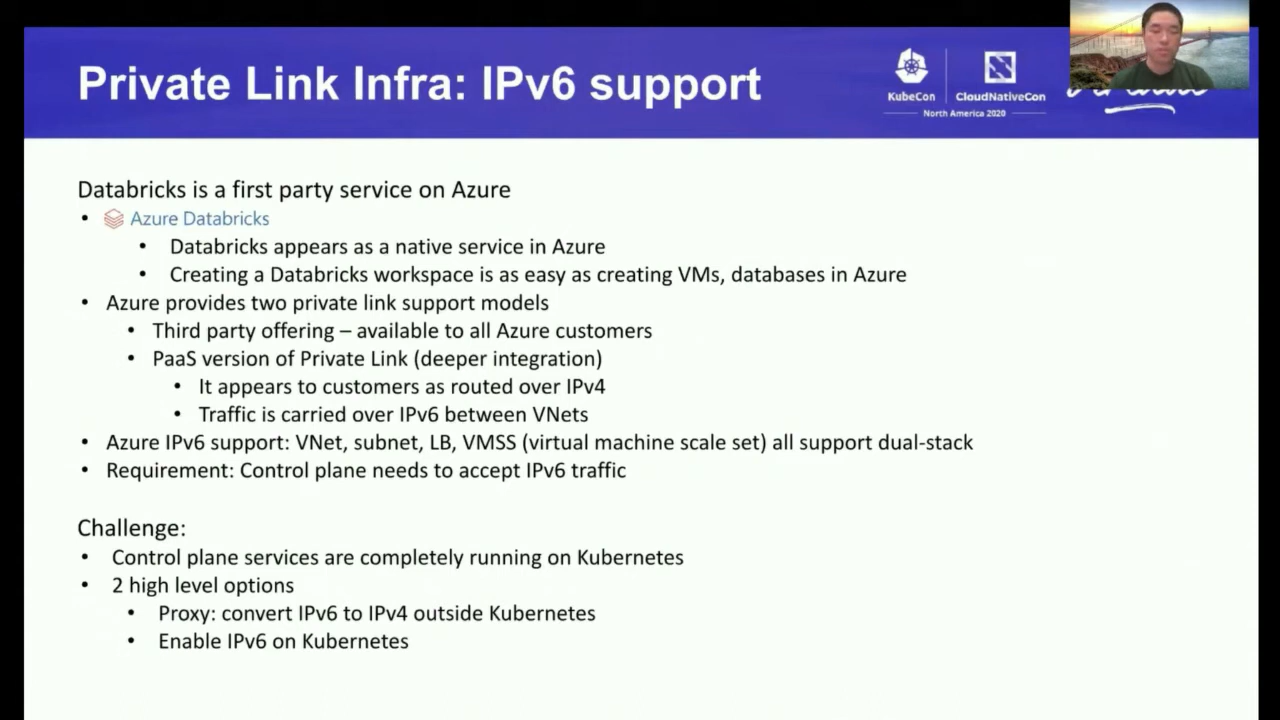 Private Link Infra: IPv6 support
KubeCon
CloudNativeCon
North America 2020
Databricks is a first party service on Azure
• Azure Databricks
• Databricks appears as a native service in Azure
• Creating a Databricks workspace is as easy as creating VMs, databases in Azure
• Azure provides two private link support models
• Third party offering – available to all Azure customers
• PaaS version of Private Link (deeper integration)
• It appears to customers as routed over IPv4
• Traffic is carried over IPv6 between VNets
• Azure IPv6 support: VNet, subnet, LB, VMSS (virtual machine scale set) all support dual-stack
• Requirement: Control plane needs to accept IPv6 traffic
Challenge:
• Control plane services are completely running on Kubernetes
• 2 high level options
• Proxy: convert IPv6 to IPv4 outside Kubernetes
• Enable IPv6 on Kubernetes